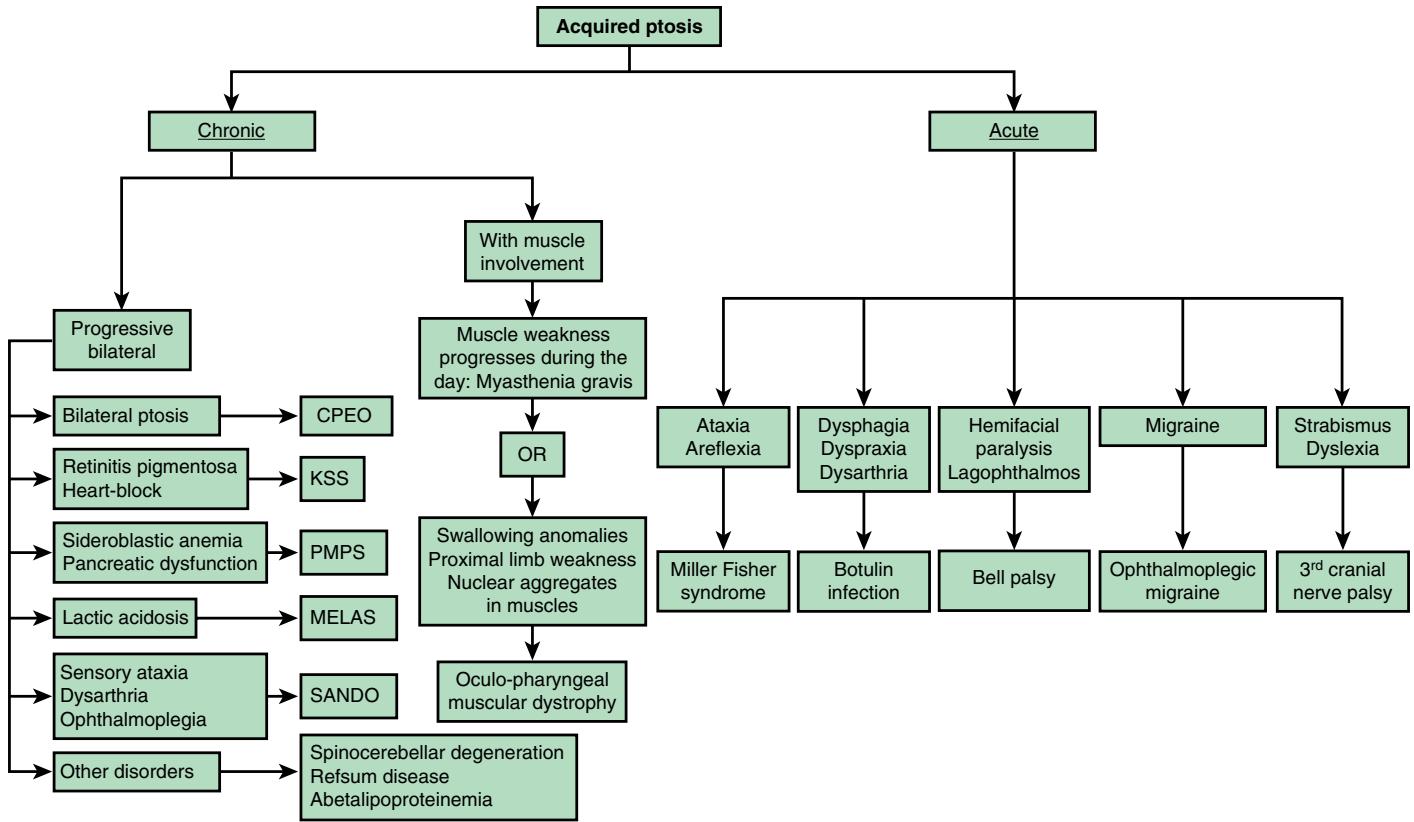 Acquired ptosis
Chronic
Acute
With muscle
involvement
Progressive
bilateral
Muscle weakness
progresses during the
day: Myasthenia gravis
OR
Swallowing anomalies
Proximal limb weakness
Nuclear aggregates
in muscles
Oculo-pharyngeal
muscular dystrophy
Bilateral ptosis
CPEO
Retinitis pigmentosa
Heart-block
KSS
Sideroblastic anemia
Pancreatic dysfunction
PMPS
Lactic acidosis
MELAS
Sensory ataxia
Dysarthria
Ophthalmoplegia
SANDO
Other disorders
Spinocerebellar degeneration
Refsum disease
Abetalipoproteinemia
Ataxia
Areflexia
Miller Fisher
syndrome
Dysphagia
Dyspraxia
Dysarthria
Botulin
infection
Hemifacial
paralysis
Lagophthalmos
Bell palsy
Migraine
Ophthalmoplegic
migraine
Strabismus
Dyslexia
3rd cranial
nerve palsy